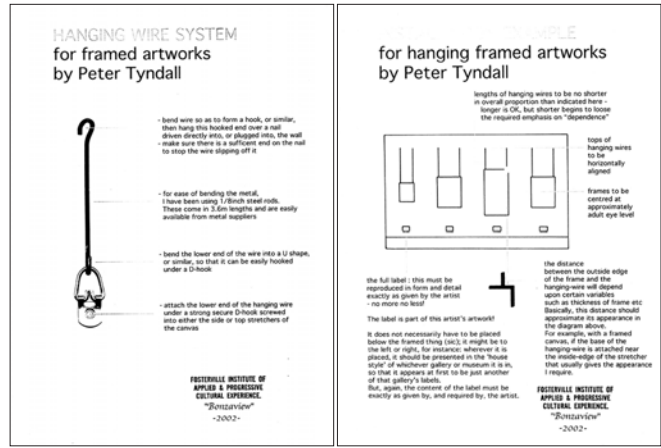 HANGING WIRE SYSTEM
for framed artworks
by Peter Tyndall
- bend wire so as to form a hook, or similar,
then hang this hooked end over a nail
driven directly into, or plugged into, the wall
- make sure there is a sufficent end on the nail
to stop the wire slipping off it
- for ease of bending the metal,
I have been using 1/8inch steel rods.
These come in 3.6m lengths and are easily
available from metal suppliers
- bend the lower end of the wire into a U shape,
or similar, so that it can be easily hooked
under a D-hook
- attach the lower end of the hanging wire
under a strong secure D-hook screwed
into either the side or top stretchers of
the canvas
FOSTERVILLE INSTITUTE OF
APPLIED & PROGRESSIVE
CULTURAL EXPERIENCE.
"Bonzaview"
-2002-
EXAMPLE
for hanging framed artworks
by Peter Tyndall
lengths of hanging wires to be no shorter
in overall proportion than indicated here -
longer is OK, but shorter begins to loose
the required emphasis on "dependence"
tops of
hanging wires
to be
horizontally
aligned
frames to be
centred at
approximately
adult eye level
the full label : this must be
reproduced in form and detail
exactly as given by the artist
- no more no less!
The label is part of this artist's artwork!
It does not necessarily have to be placed
below the framed thing (sic); it might be to
the left or right, for instance: wherever it is
placed, it should be presented in the 'house
style' of whichever gallery or museum it is in,
so that it appears at first to be just another
of that gallery's labels.
But, again, the content of the label must be
exactly as given by, and required by, the artist.
the distance
between the outside edge
of the frame and the
hanging-wire will depend
upon certain variables
such as thickness of frame etc
Basically, this distance should
approximate its appearance in
the diagram above.
For example, with a framed
canvas, if the base of the
hanging-wire is attached near
the inside-edge of the stretcher
that usually gives the appearance
I require.
FOSTERVILLE INSTITUTE OF
APPLIED & PROGRESSIVE
CULTURAL EXPERIENCE.
"Bonzaview"
-2002-